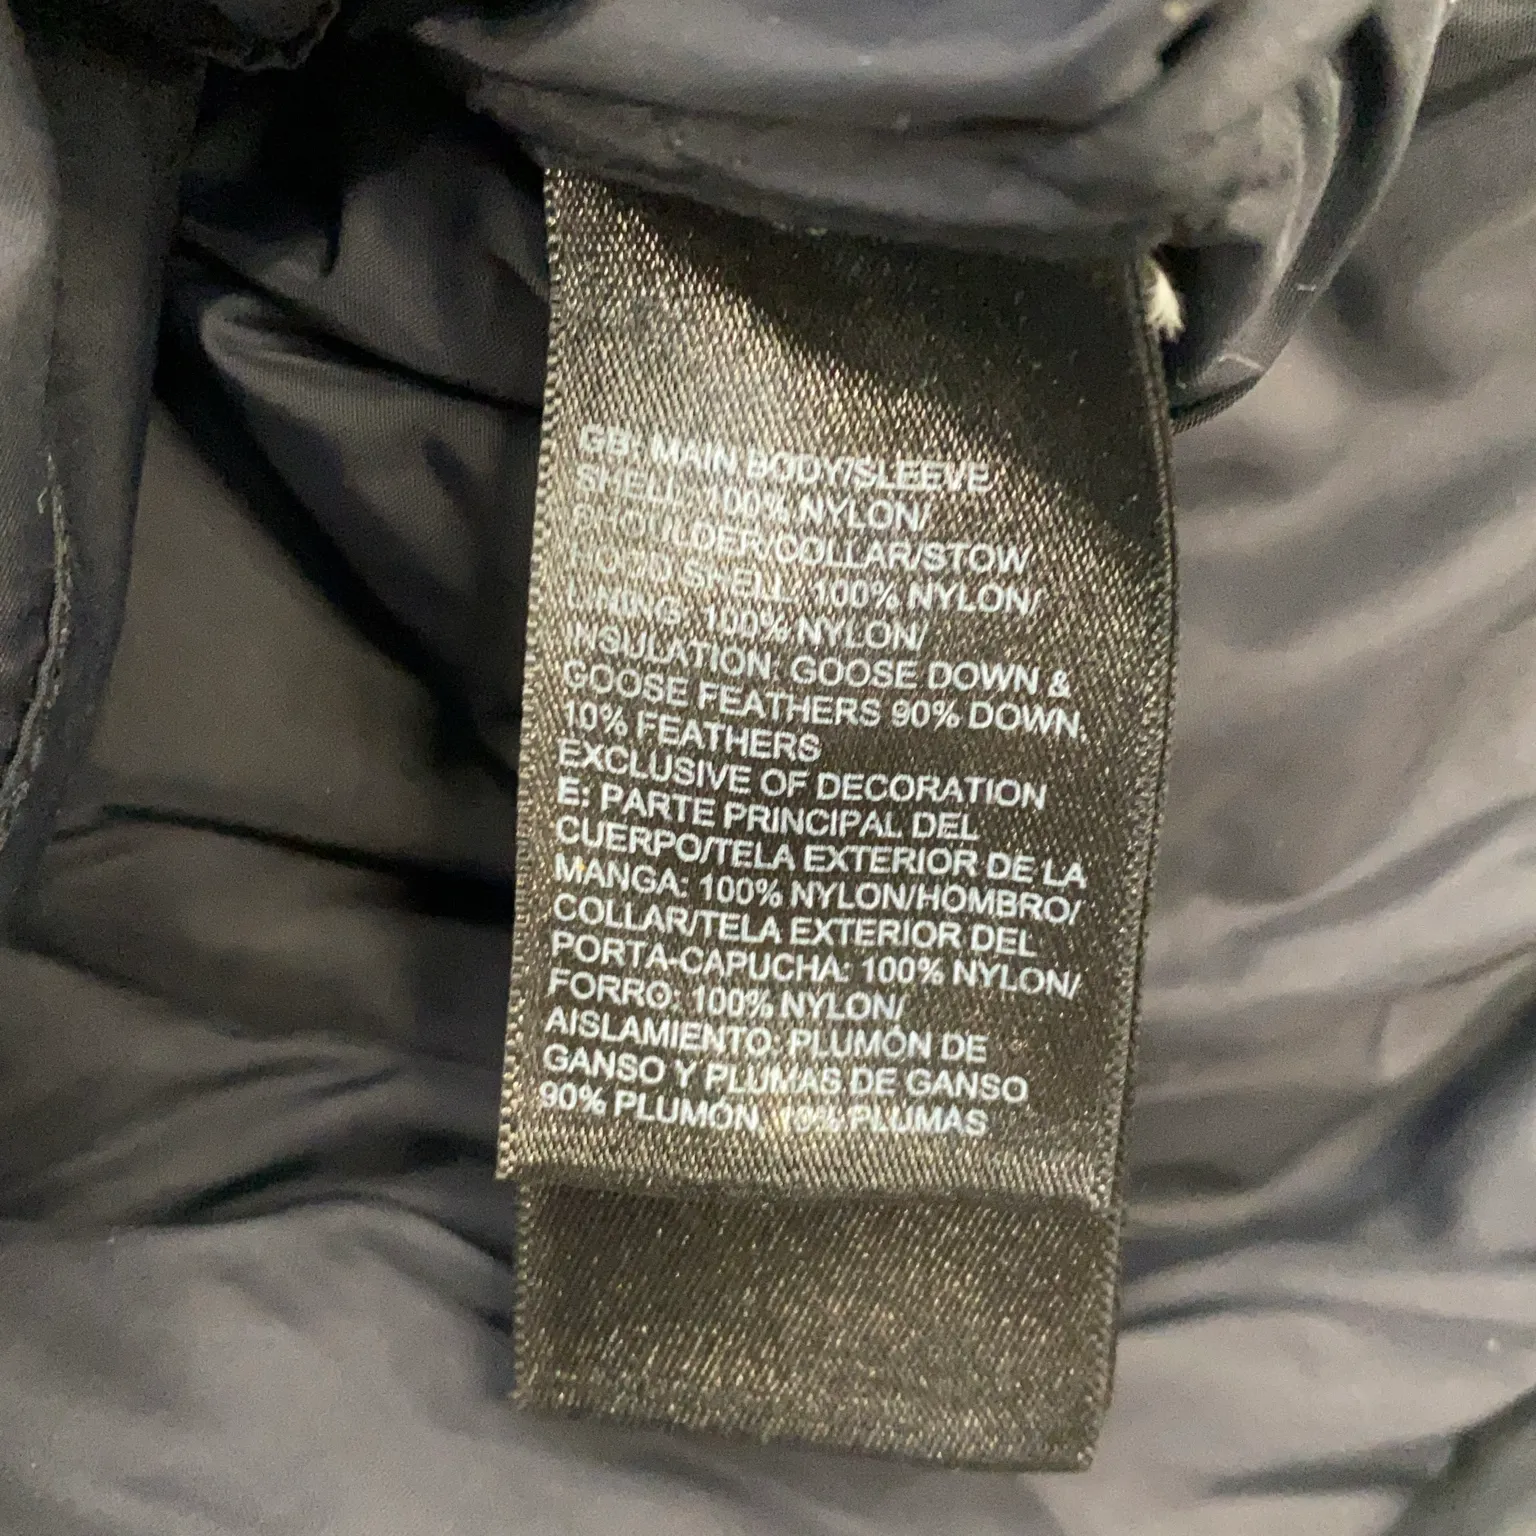 GB: MAIN BODY/SLEEVE
SHELL: 100% NYLON/
SHOULDER/COLLAR/STOW
HOOD SHELL: 100% NYLON/
LINING: 100% NYLON/
INSULATION: GOOSE DOWN &
GOOSE FEATHERS 90% DOWN,
10% FEATHERS
EXCLUSIVE OF DECORATION
E: PARTE PRINCIPAL DEL
CUERPO/TELA EXTERIOR DE LA
MANGA: 100% NYLON/HOMBRO/
COLLAR/TELA EXTERIOR DEL
PORTA-CAPUCHA: 100% NYLON/
FORRO: 100% NYLON/
AISLAMIENTO: PLUMÓN DE
GANSO Y PLUMAS DE GANSO
90% PLUMÓN, 10% PLUMAS